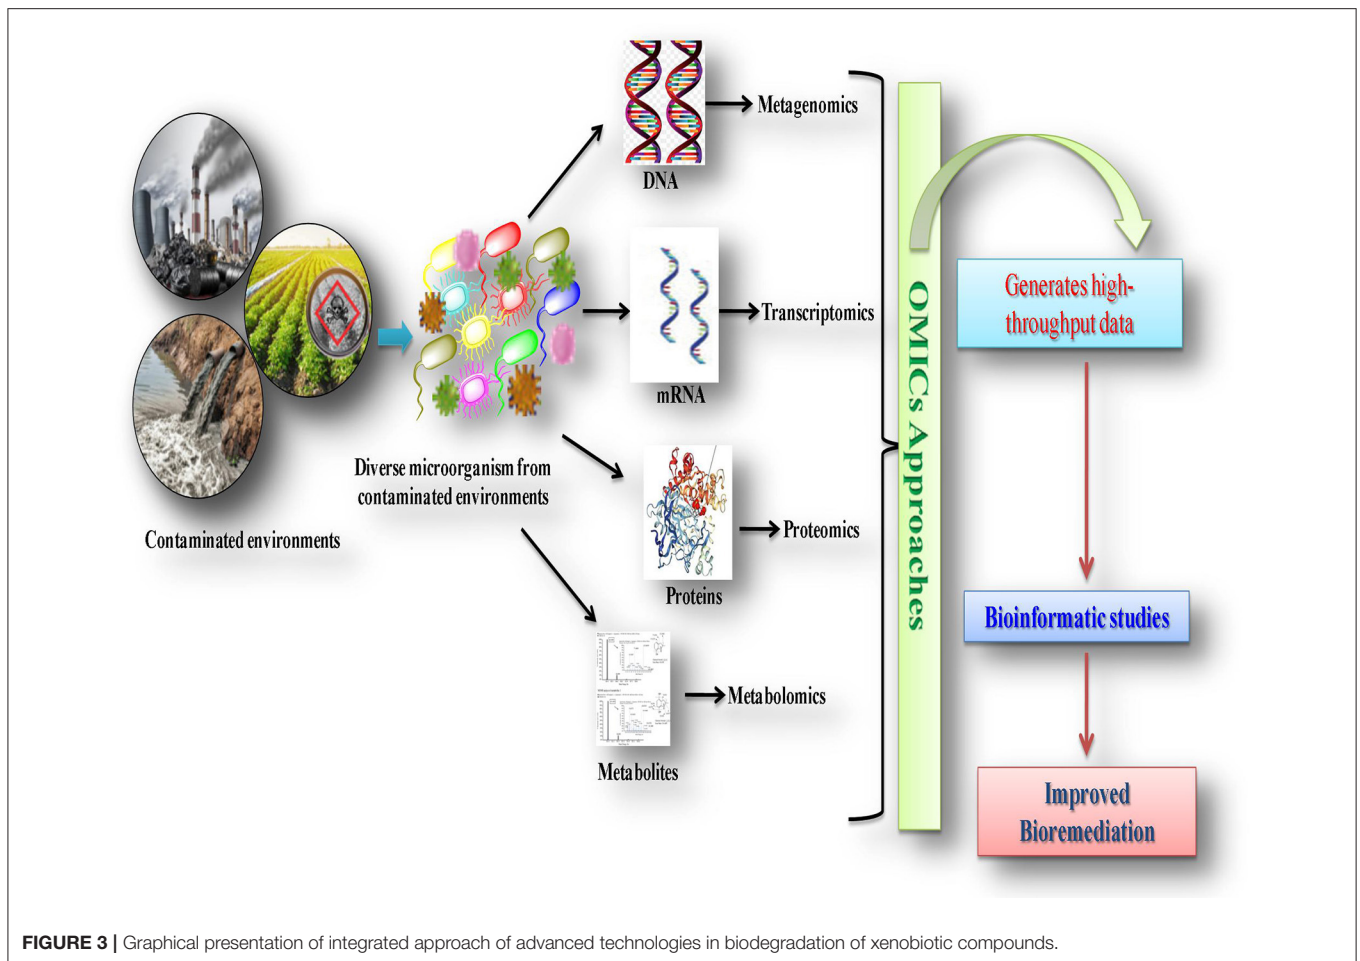 DNA
Metagenomics
mRNA
Transcriptomics
Proteins
Proteomics
Metabolites
Metabolomics
Contaminated environments
Diverse microorganism from
contaminated environments
OMICs Approaches
Generates high-
throughput data
Bioinformatic studies
Improved
Bioremediation
FIGURE 3 | Graphical presentation of integrated approach of advanced technologies in biodegradation of xenobiotic compounds.